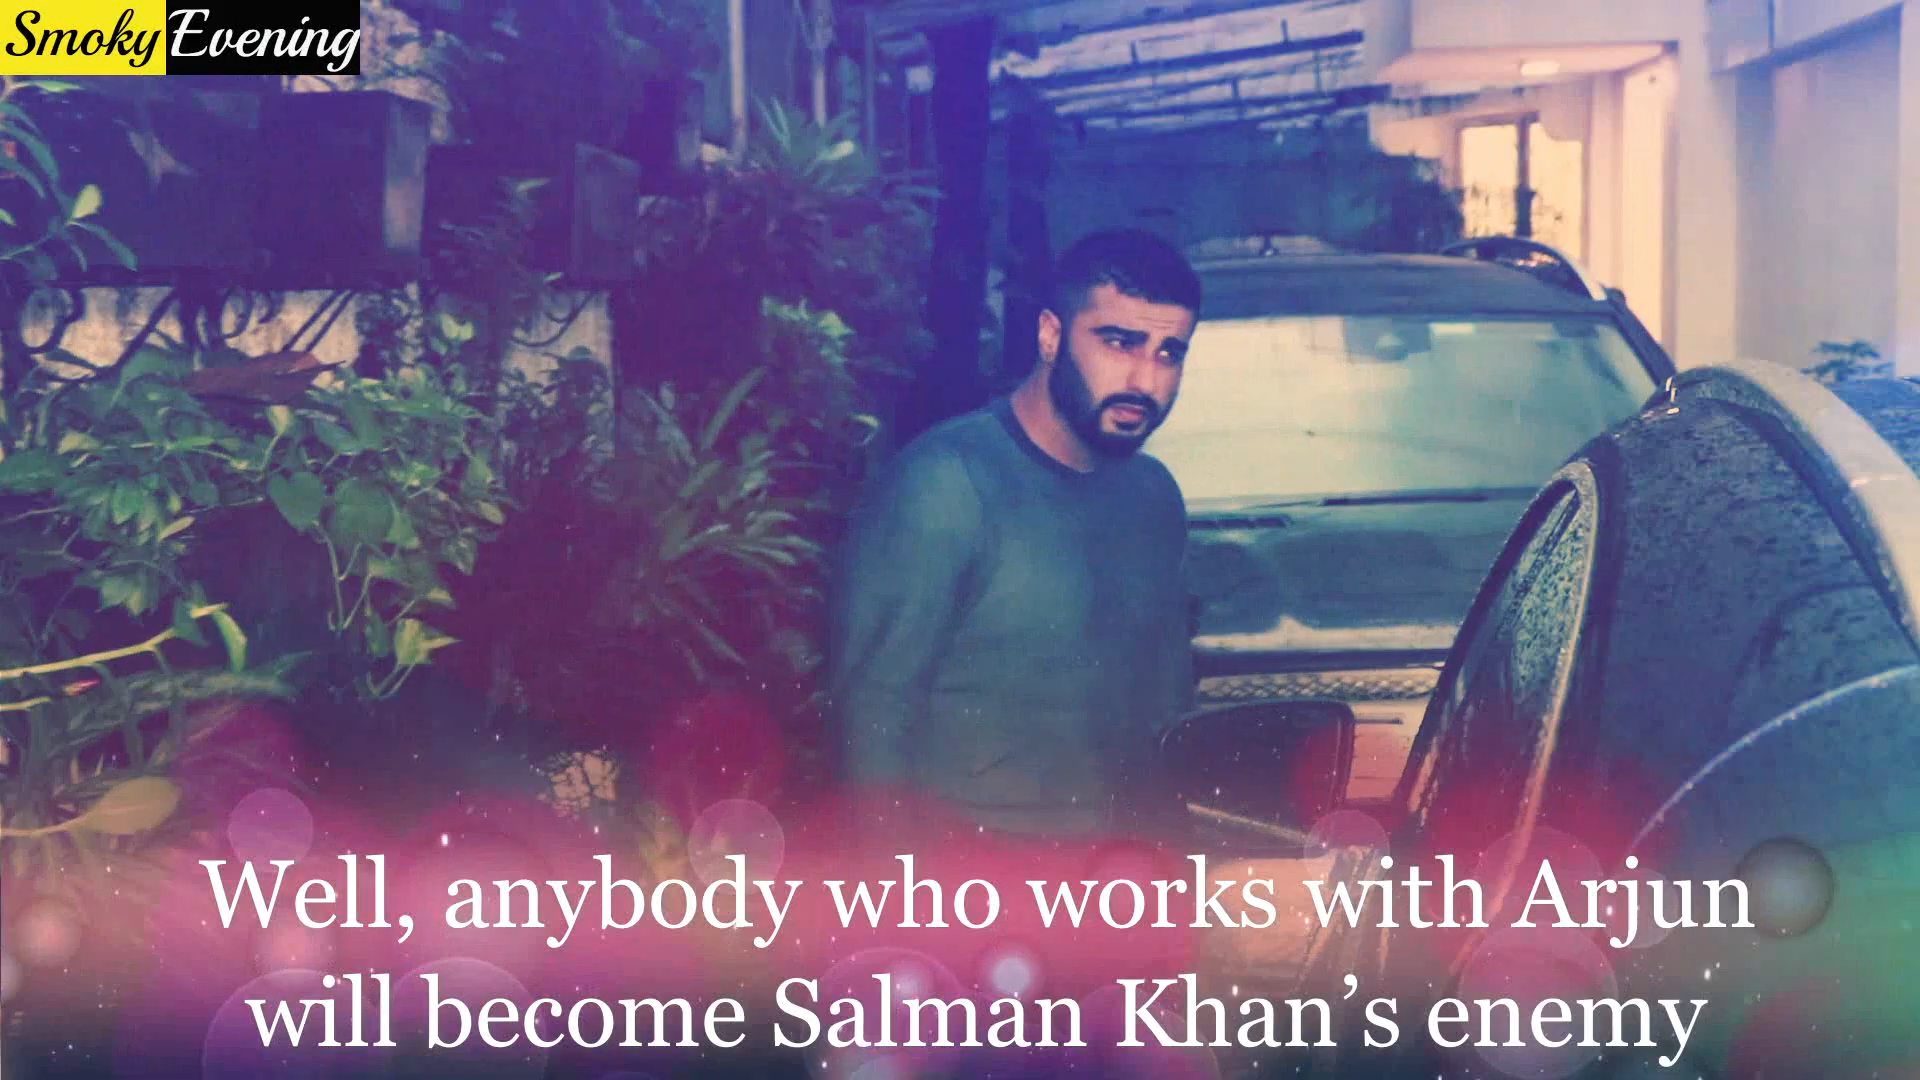 Smoky Evening
Well, anybody who works with Arjun
will become Salman Khan’s enemy